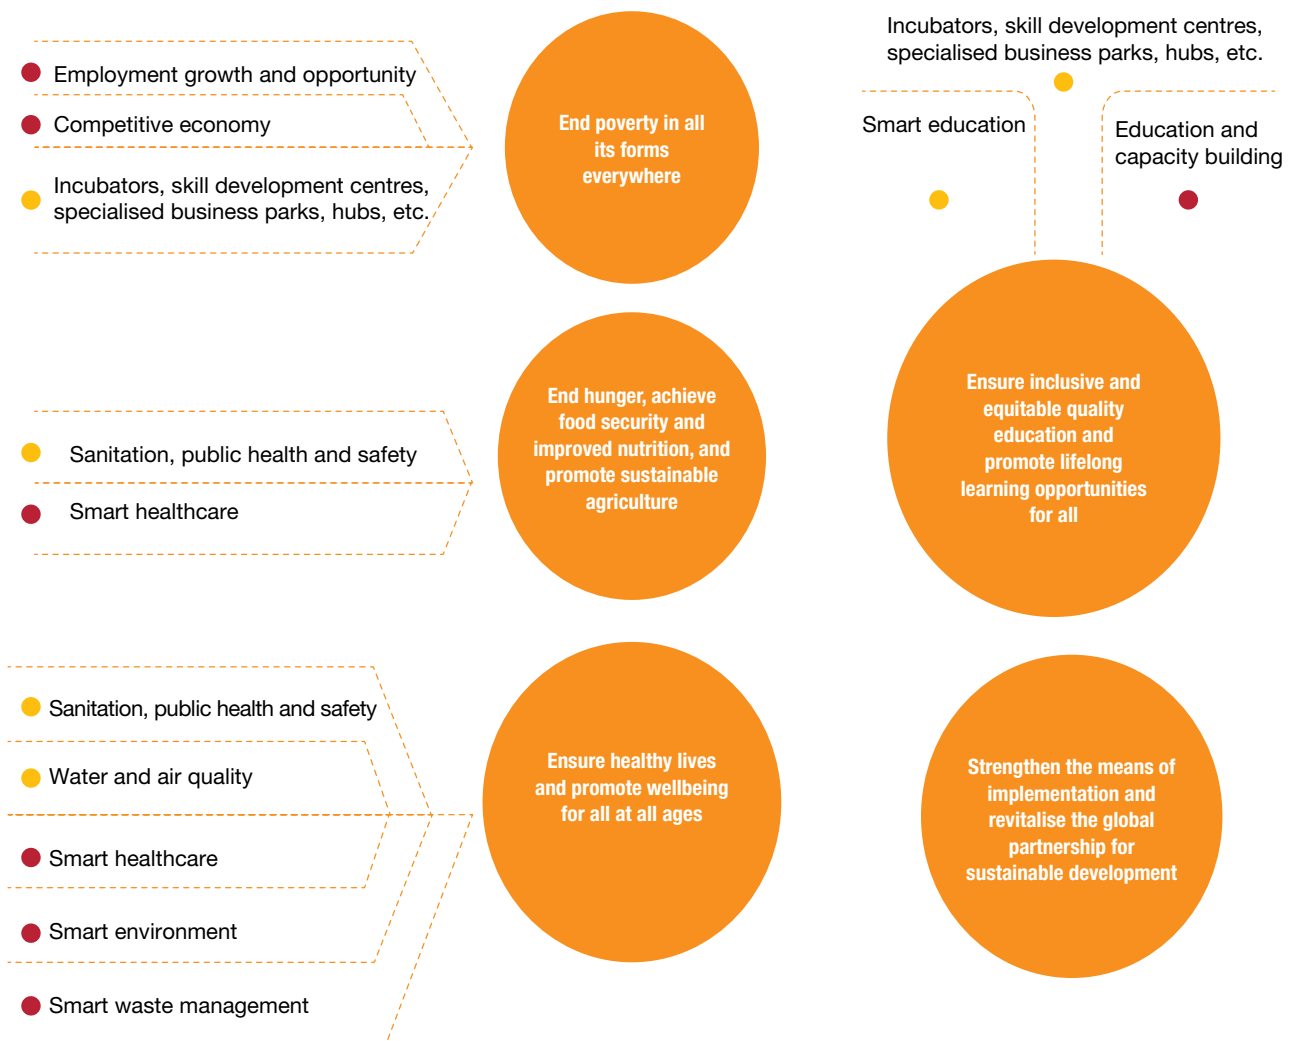 Employment growth and opportunity
Competitive economy
Incubators, skill development centres,
specialised business parks, hubs, etc.
End poverty in all
its forms
everywhere
Incubators, skill development centres,
specialised business parks, hubs, etc.
Smart education
Education and
capacity building
Sanitation, public health and safety
Smart healthcare
End hunger, achieve
food security and
improved nutrition, and
promote sustainable
agriculture
Ensure inclusive and
equitable quality
education and
promote lifelong
learning opportunities
for all
Sanitation, public health and safety
Water and air quality
Smart healthcare
Smart environment
Smart waste management
Ensure healthy lives
and promote wellbeing
for all at all ages
Strengthen the means of
implementation and
revitalise the global
partnership for
sustainable development